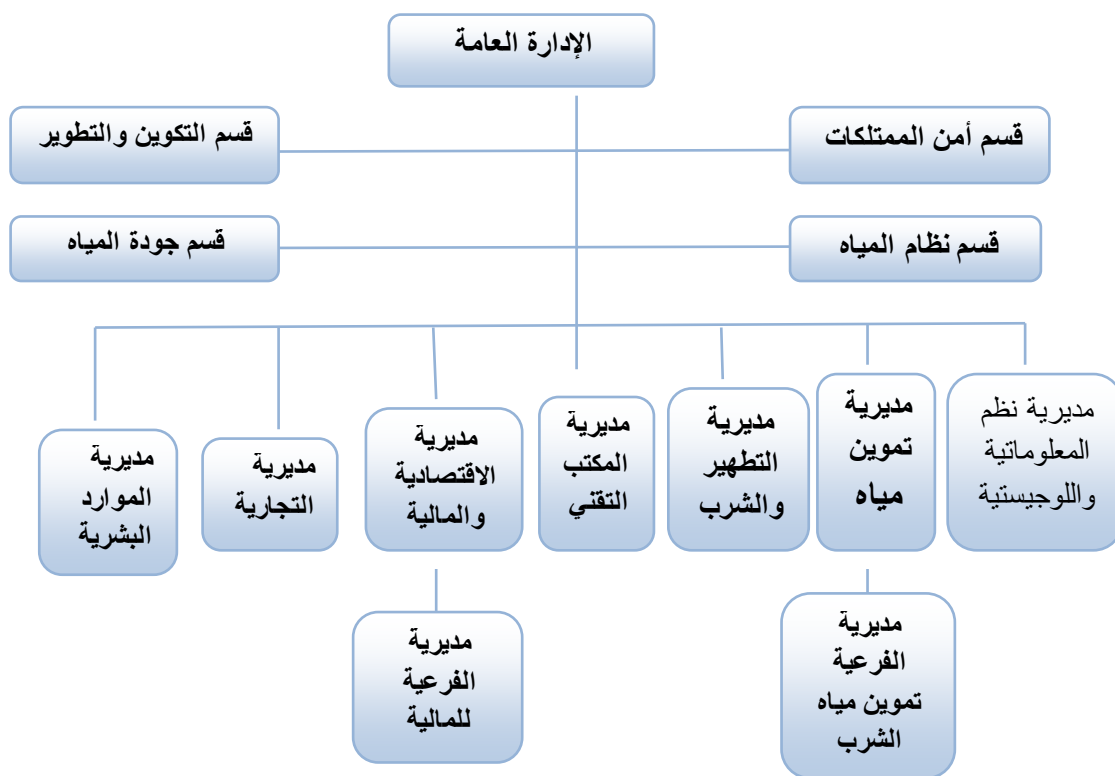 الإدارة العامة
قسم أمن الممتلكات
قسم التكوين والتطوير
قسم نظام المياه
قسم جودة المياه
مديرية نظم
المعلوماتية
واللوجيستية
مديرية
تموين
مياه
مديرية
التطهير
والشرب
مديرية
المكتب
التقني
مديرية
الاقتصادية
والمالية
مديرية
التجارية
مديرية
الموارد
البشرية
مديرية
الفرعية
تموين مياه
الشرب
مديرية
الفرعية
للمالية